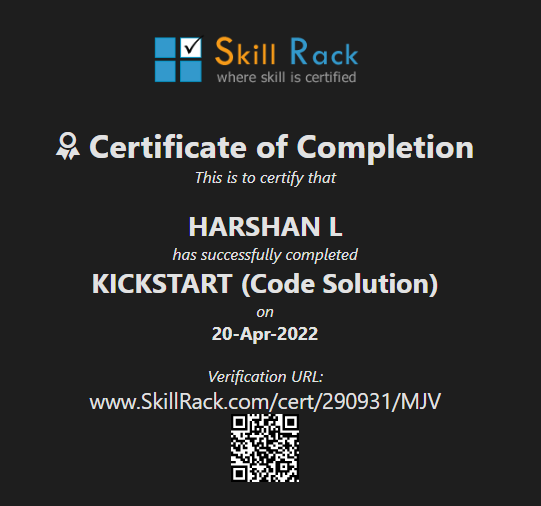 Skill Rack
where skill is certified
Certificate of Completion
This is to certify that
HARSHAN L
has successfully completed
KICKSTART (Code Solution)
on
20-Apr-2022
Verification URL:
www.SkillRack.com/cert/290931/MJV